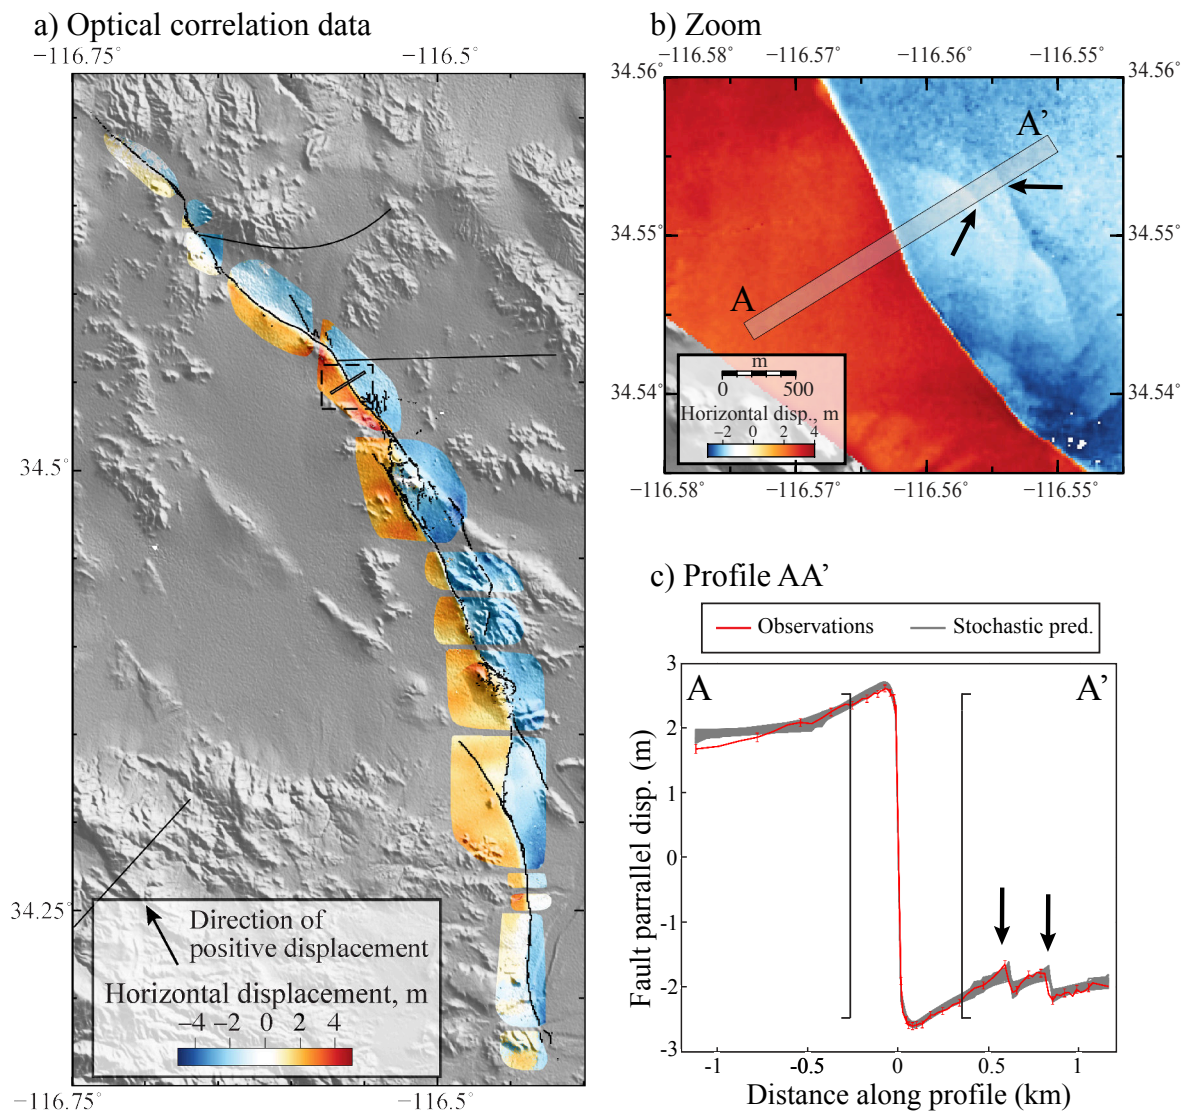 a) Optical correlation data
−116.75° −116.5°
34.5°
34.25°
Direction of
positive displacement
Horizontal displacement, m
−4 −2 0 2 4
−116.75° −116.5°
b) Zoom
−116.58° −116.57° −116.56° −116.55°
34.56° 34.56°
A'
34.55° 34.55°
A
34.54° 34.54°
m
0 500
Horizontal disp., m
−2 0 2 4
−116.58° −116.57° −116.56° −116.55°
c) Profile AA’
Observations Stochastic pred.
A A’
3
2
1
0
-1
-2
-3
Fault parrallel disp. (m)
-1 -0.5 0 0.5 1
Distance along profile (km)